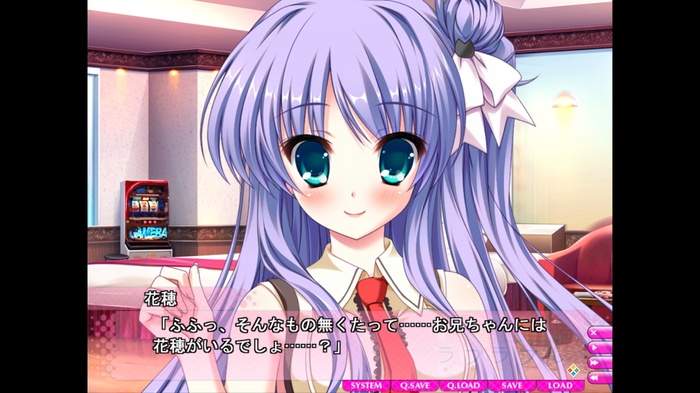 花穂
「ふふっ、そんなもの無くたって……お兄ちゃんには
花穂がいるでしょ……？」
SYSTEM
Q.SAVE
Q.LOAD
SAVE
LOAD